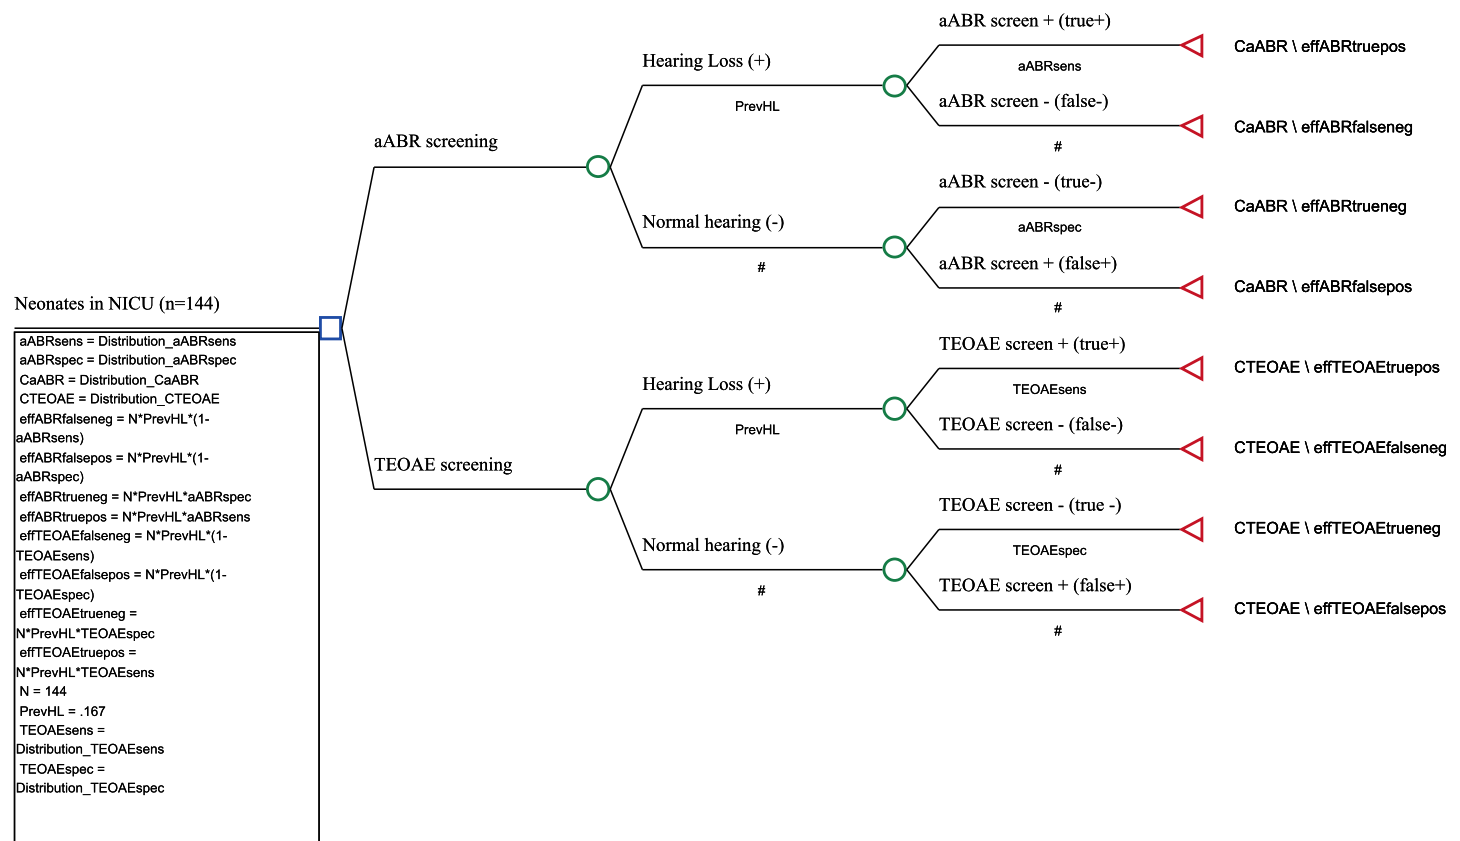 aABR screen + (true+)
CaABR \ effABRtruepos
Hearing Loss (+)
aABRsens
PrevHL
aABR screen - (false-)
CaABR \ effABRfalseneg
#
aABR screening
aABR screen - (true-)
CaABR \ effABRtrueneg
Normal hearing (-)
aABRspec
#
aABR screen + (false+)
CaABR \ effABRfalsepos
#
Neonates in NICU (n=144)
aABRsens = Distribution_aABRsens
aABRspec = Distribution_aABRspec
CaABR = Distribution_CaABR
CTEOAE = Distribution_CTEOAE
effABRfalseneg = N*PrevHL*(1-
aABRsens)
effABRfalsepos = N*PrevHL*(1-
aABRspec)
effABRtrueneg = N*PrevHL*aABRspec
effABRtruepos = N*PrevHL*aABRsens
effTEOAEfalseneg = N*PrevHL*(1-
TEOAEsens)
effTEOAEfalsepos = N*PrevHL*(1-
TEOAEspec)
effTEOAEtrueneg =
N*PrevHL*TEOAEspec
effTEOAEtruepos =
N*PrevHL*TEOAEsens
N = 144
PrevHL = .167
TEOAEsens =
Distribution_TEOAEsens
TEOAEspec =
Distribution_TEOAEspec
TEOAE screen + (true+)
CTEOAE \ effTEOAEtruepos
Hearing Loss (+)
TEOAEsens
PrevHL
TEOAE screen - (false-)
CTEOAE \ effTEOAEfalseneg
#
TEOAE screening
TEOAE screen - (true -)
CTEOAE \ effTEOAEtrueneg
Normal hearing (-)
TEOAEspec
#
TEOAE screen + (false+)
CTEOAE \ effTEOAEfalsepos
#